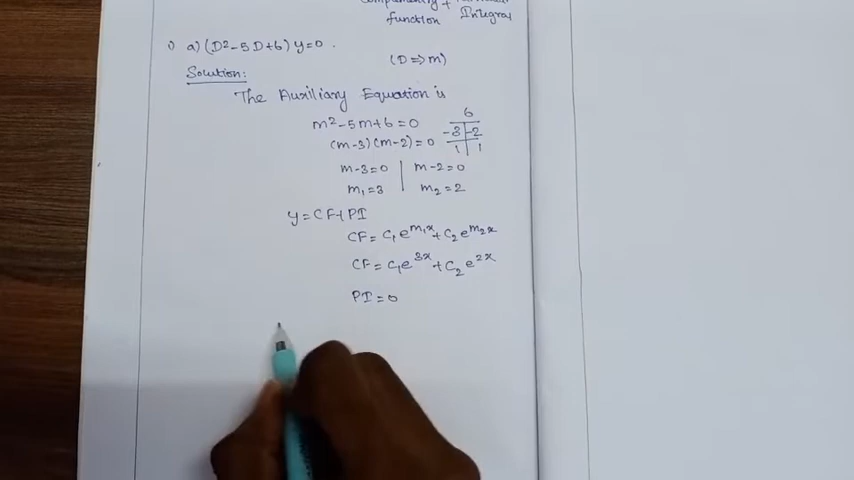 function Integral
1) a) (D²-5D+6) y=0.
(D⇒m)
Solution:
The Auxiliary Equation is
m²-5m+6=0
6
(m-3)(m-2)=0
-3 | -2
1 | 1
m-3=0 | m-2=0
m₁=3 | m₂=2
y=CF+PI
CF=C₁e^m₁x+C₂e^m₂x
CF=C₁e^3x+C₂e^2x
PI=0